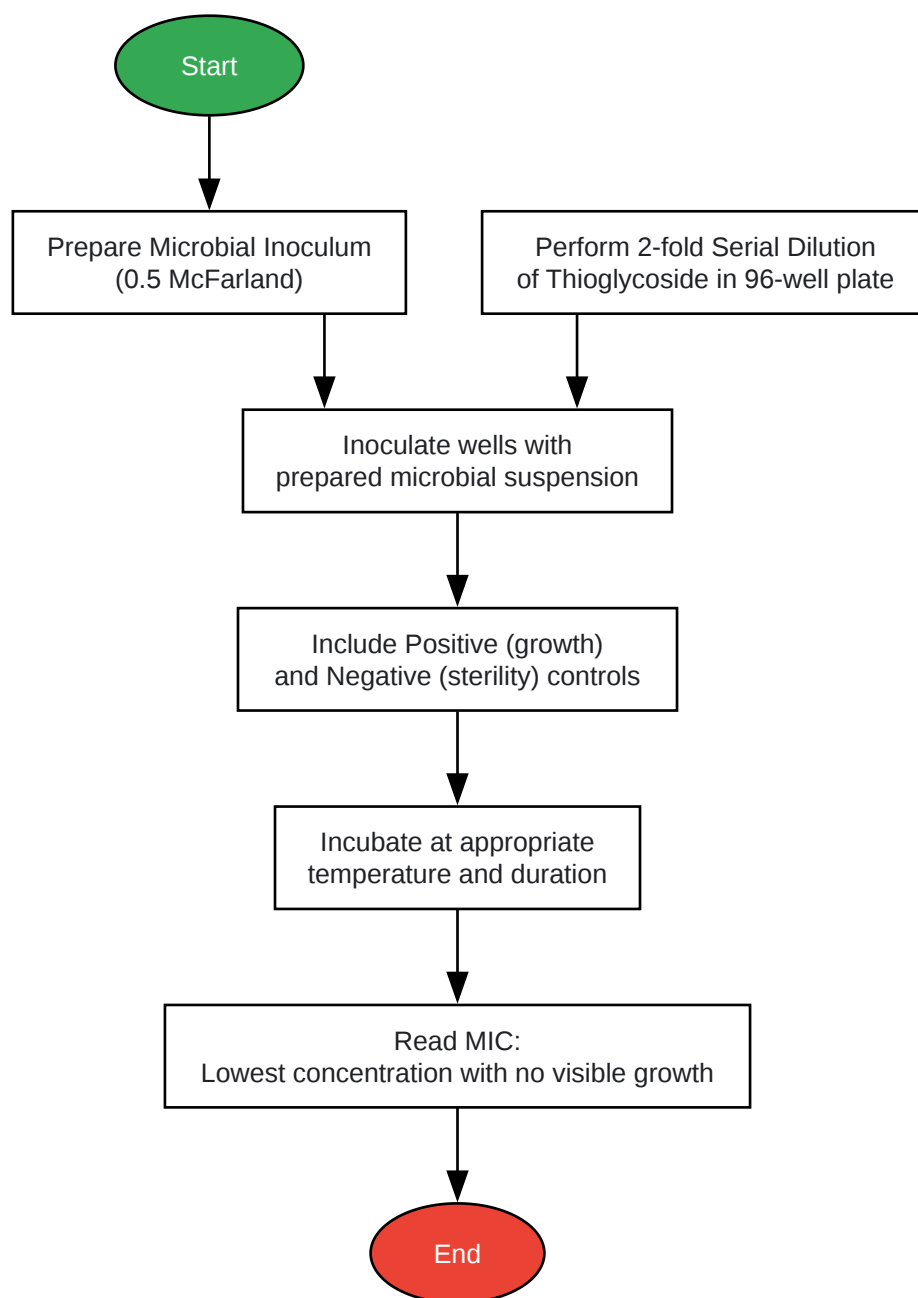 Start
Prepare Microbial Inoculum
(0.5 McFarland)
Perform 2-fold Serial Dilution
of Thioglycoside in 96-well plate
Inoculate wells with
prepared microbial suspension
Include Positive (growth)
and Negative (sterility) controls
Incubate at appropriate
temperature and duration
Read MIC:
Lowest concentration with no visible growth
End